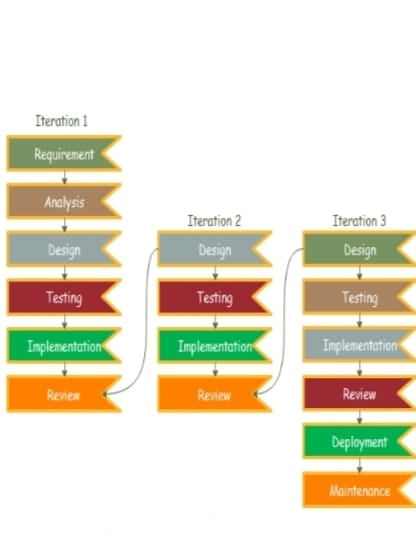 Iteration 1
Requirement
Analysis
Design
Testing
Implementation
Review
Iteration 2
Design
Testing
Implementation
Review
Iteration 3
Design
Testing
Implementation
Review
Deployment
Maintenance